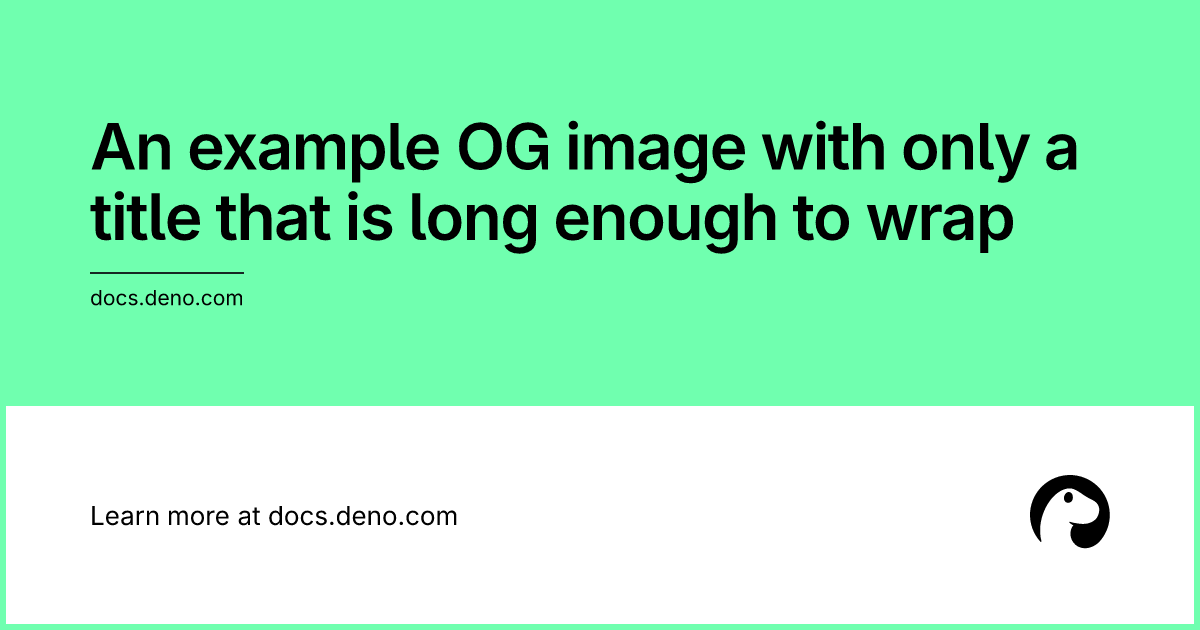 An example OG image with only a
title that is long enough to wrap
docs.deno.com
Learn more at docs.deno.com